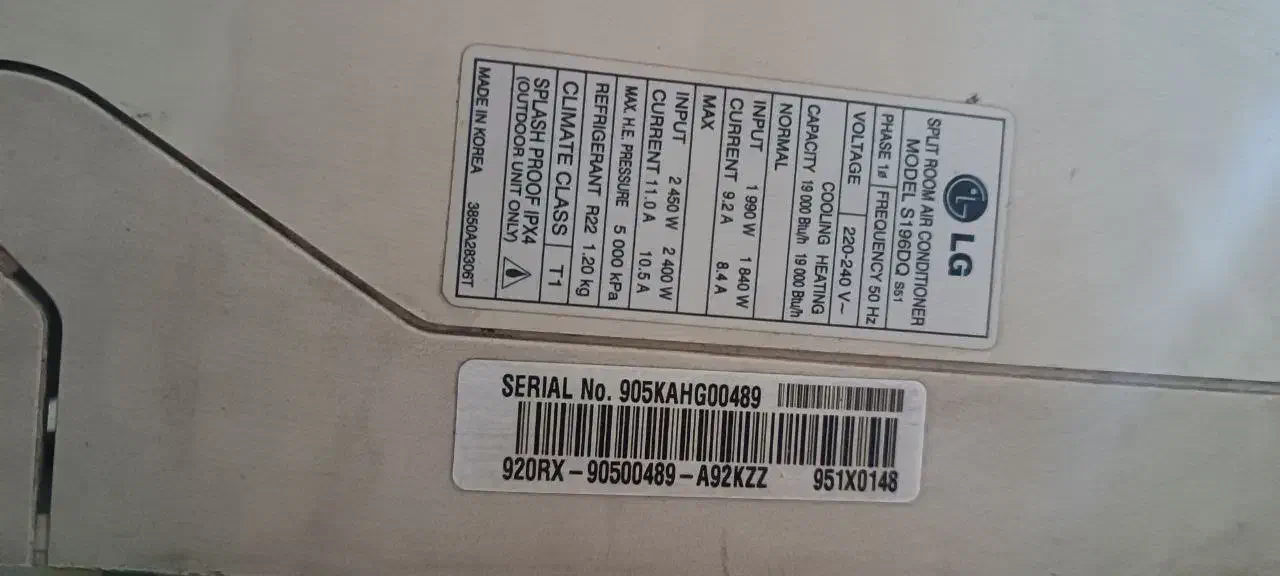 LG
SPLIT ROOM AIR CONDITIONER
MODEL S196DQ S51
PHASE 1ø FREQUENCY 50 Hz
VOLTAGE 220-240 V~
COOLING HEATING
CAPACITY 19 000 Btu/h 19 000 Btu/h
NORMAL
INPUT 1 990 W 1 840 W
CURRENT 9.2 A 8.4 A
MAX
INPUT 2 450 W 2 400 W
CURRENT 11.0 A 10.5 A
MAX. H.E. PRESSURE 5 000 kPa
REFRIGERANT R22 1.20 kg
CLIMATE CLASS T1
SPLASH PROOF IPX4
(OUTDOOR UNIT ONLY)
MADE IN KOREA 3850A28306T
SERIAL No. 905KAHG00489
920RX-90500489-A92KZZ 951X0148